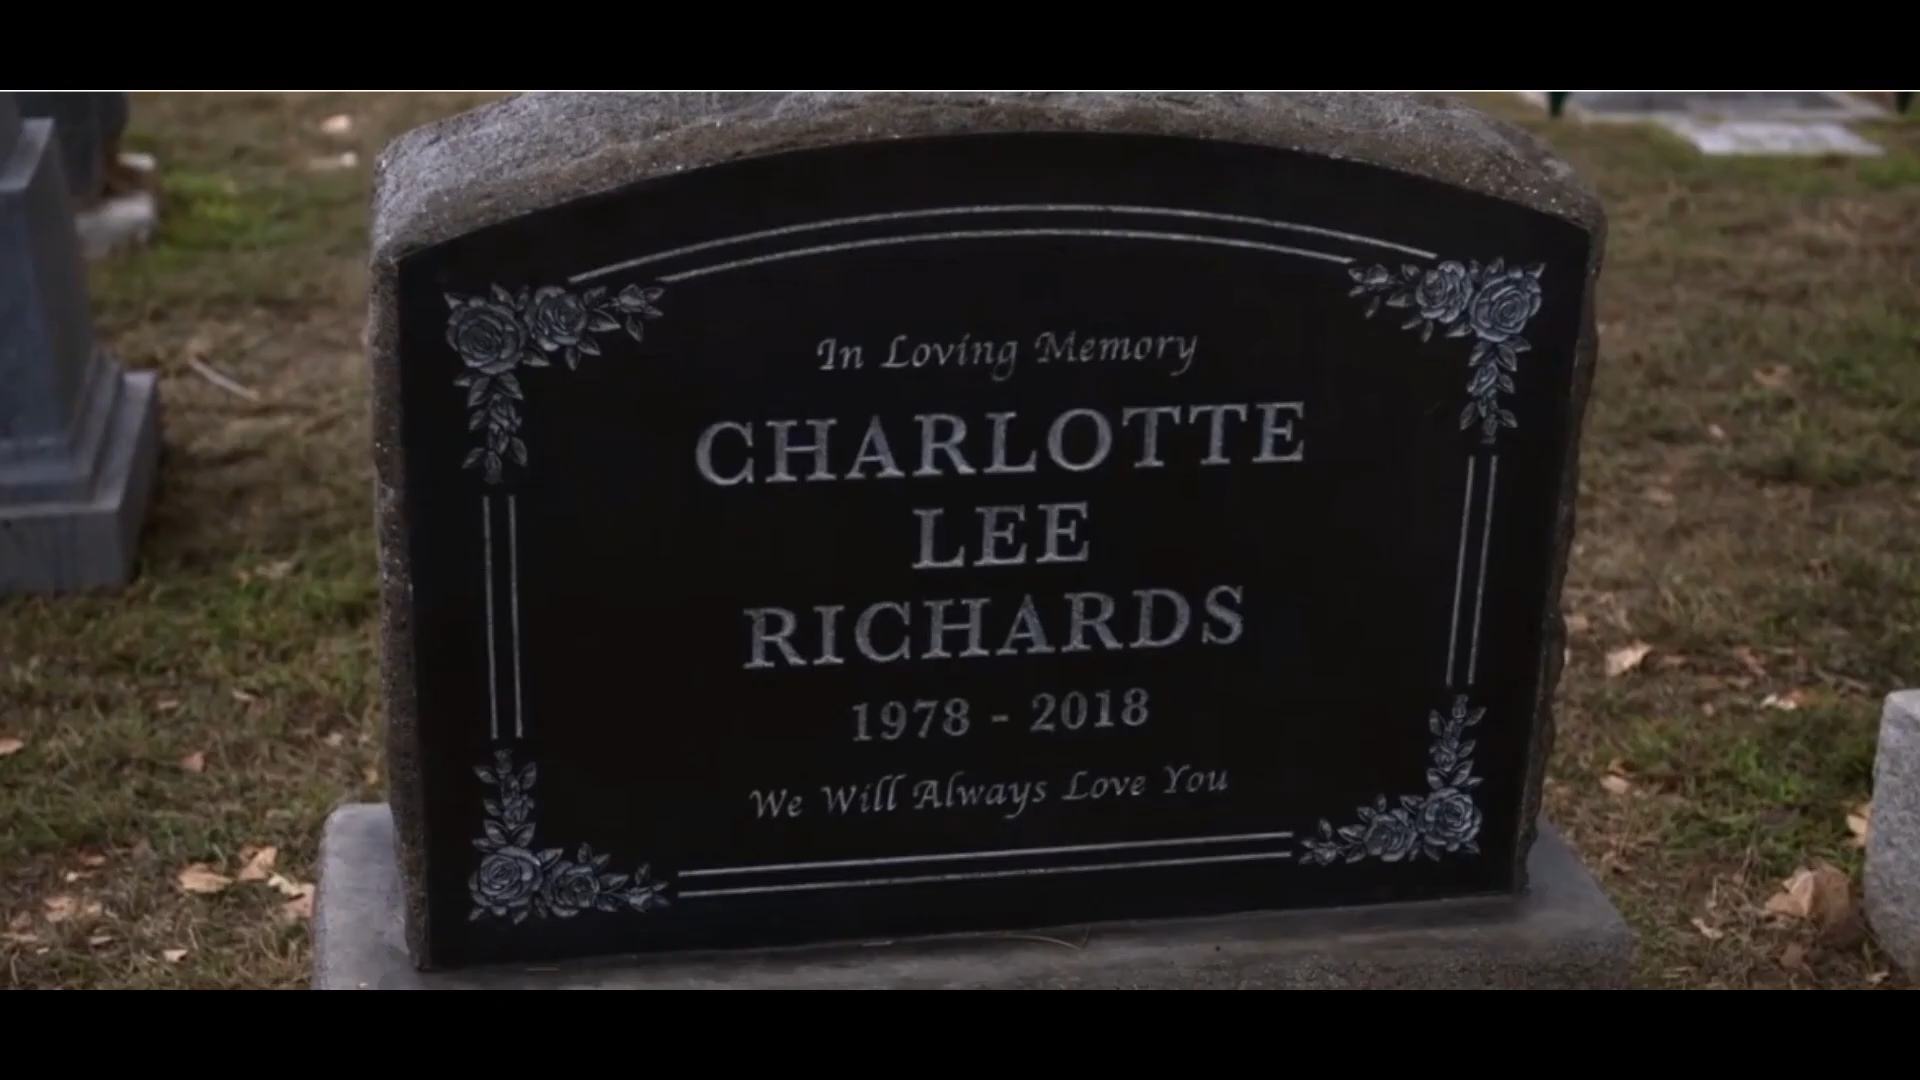 In Loving Memory
CHARLOTTE
LEE
RICHARDS
1978 - 2018
We Will Always Love You